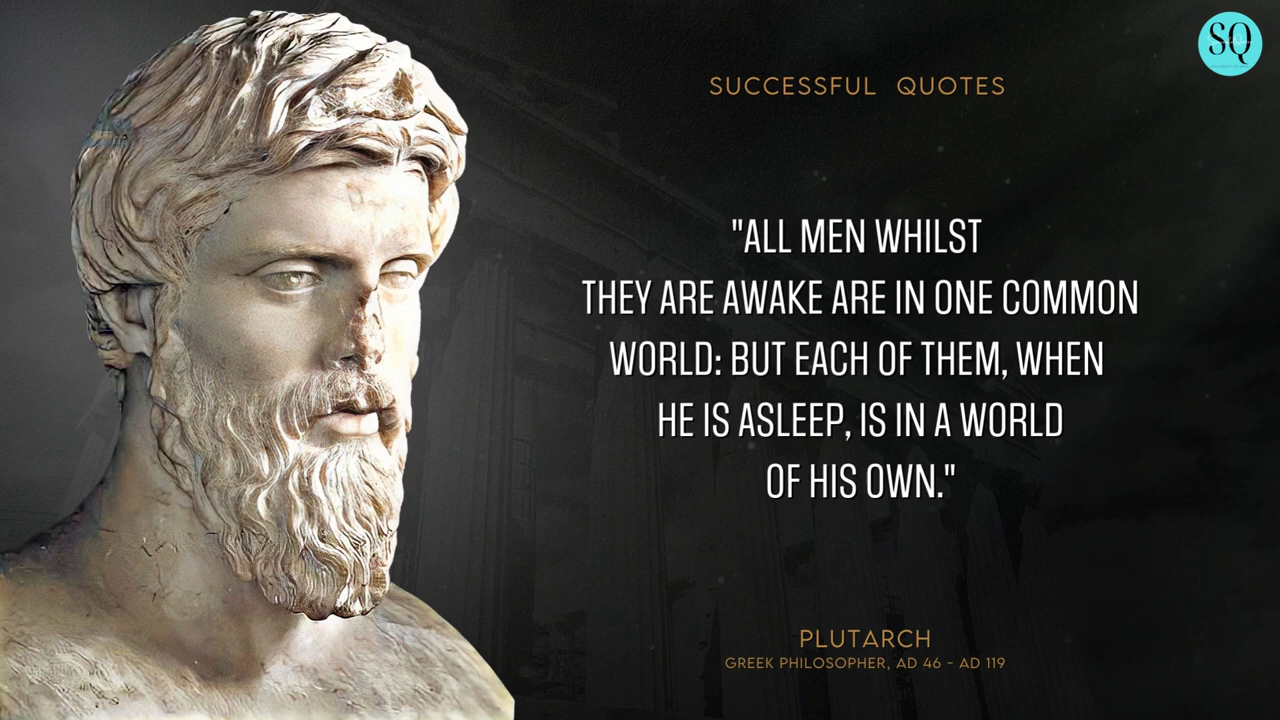 SQ
SUCCESSFUL QUOTES
"ALL MEN WHILST
THEY ARE AWAKE ARE IN ONE COMMON
WORLD: BUT EACH OF THEM, WHEN
HE IS ASLEEP, IS IN A WORLD
OF HIS OWN."
PLUTARCH
GREEK PHILOSOPHER, AD 46 - AD 119